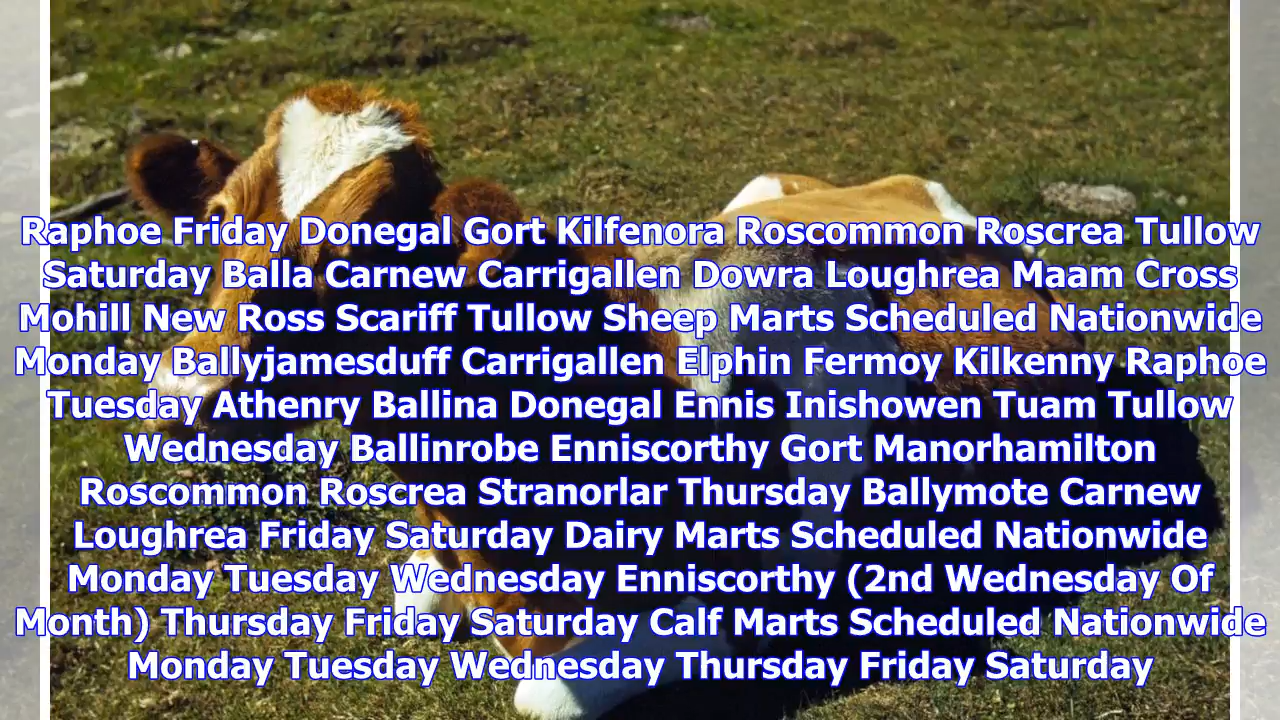 Raphoe Friday Donegal Gort Kilfenora Roscommon Roscrea Tullow
Saturday Balla Carnew Carrigallen Dowra Loughrea Maam Cross
Mohill New Ross Scariff Tullow Sheep Marts Scheduled Nationwide
Monday Ballyjamesduff Carrigallen Elphin Fermoy Kilkenny Raphoe
Tuesday Athenry Ballina Donegal Ennis Inishowen Tuam Tullow
Wednesday Ballinrobe Enniscorthy Gort Manorhamilton
Roscommon Roscrea Stranorlar Thursday Ballymote Carnew
Loughrea Friday Saturday Dairy Marts Scheduled Nationwide
Monday Tuesday Wednesday Enniscorthy (2nd Wednesday Of
Month) Thursday Friday Saturday Calf Marts Scheduled Nationwide
Monday Tuesday Wednesday Thursday Friday Saturday